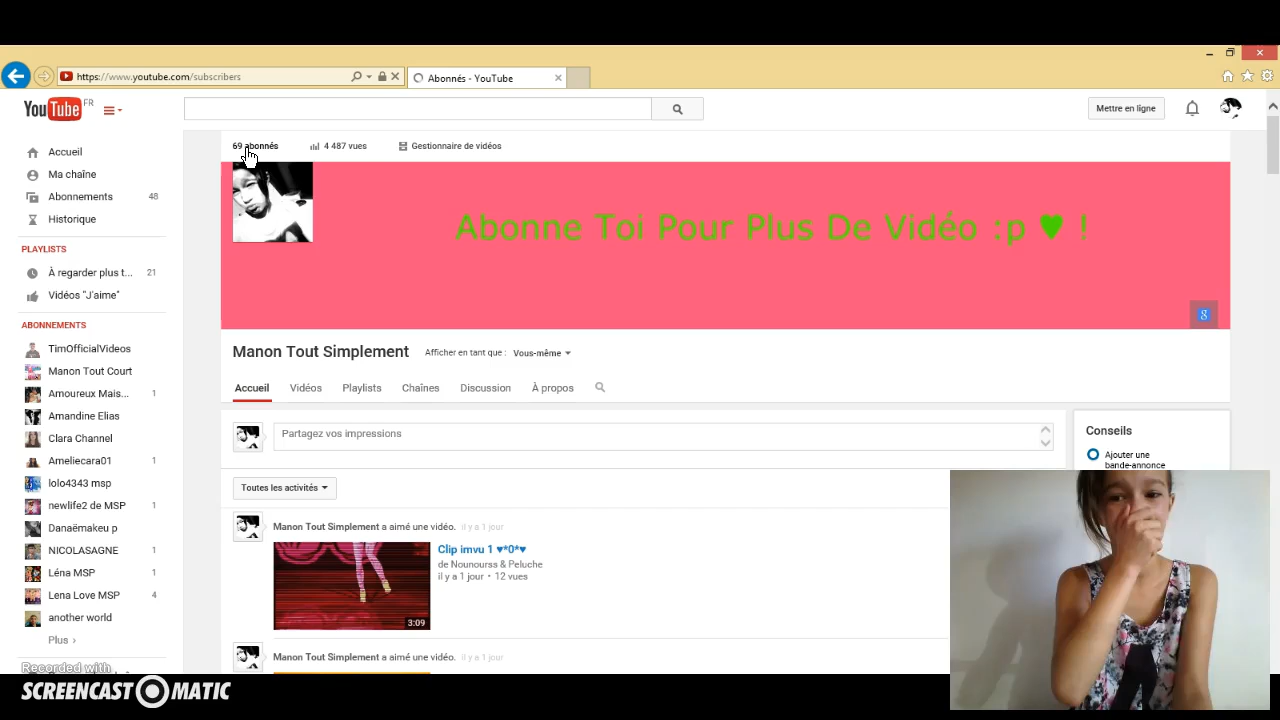 https://www.youtube.com/subscribers
Abonnés - YouTube
YouTube FR
Mettre en ligne
69 abonnés
4 487 vues
Gestionnaire de vidéos
Accueil
Ma chaîne
Abonnements 48
Historique
PLAYLISTS
À regarder plus t... 21
Vidéos "J'aime"
ABONNEMENTS
TimOfficialVideos
Manon Tout Court
Amoureux Mais... 1
Amandine Elias
Clara Channel
Ameliecara01 1
lolo4343 msp
newlife2 de MSP 1
Danaëmakeu p
NICOLASAGNE 1
Léna MSP 1
Lena Love MSP 4
another world
Plus ›
Abonne Toi Pour Plus De Vidéo :p ♥ !
g
Manon Tout Simplement
Afficher en tant que : Vous-même
Accueil
Vidéos
Playlists
Chaînes
Discussion
À propos
Partagez vos impressions
Toutes les activités
Manon Tout Simplement a aimé une vidéo. il y a 1 jour
Clip imvu 1 ♥*0*♥
de Nounourss & Peluche
il y a 1 jour • 12 vues
3:09
Manon Tout Simplement a aimé une vidéo. il y a 1 jour
Conseils
Ajouter une
bande-annonce
Recorded with
SCREENCAST MATIC